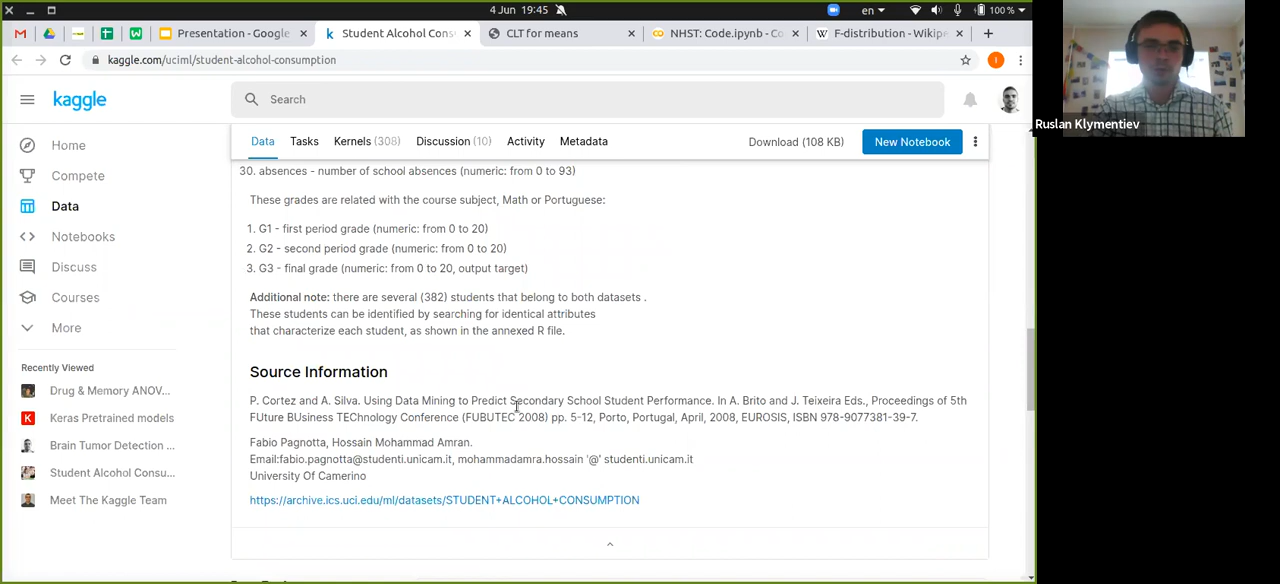 4 Jun 19:45
en
100 %
Presentation - Google
Student Alcohol Cons
CLT for means
NHST: Code.ipynb - Co
F-distribution - Wikipe
kaggle.com/uciml/student-alcohol-consumption
kaggle
Search
Ruslan Klymentiev
Home
Compete
Data
Notebooks
Discuss
Courses
More
Recently Viewed
Drug & Memory ANOV...
Keras Pretrained models
Brain Tumor Detection ...
Student Alcohol Consu...
Meet The Kaggle Team
Data Tasks Kernels (308) Discussion (10) Activity Metadata Download (108 KB) New Notebook
30. absences - number of school absences (numeric: from 0 to 93)
These grades are related with the course subject, Math or Portuguese:
1. G1 - first period grade (numeric: from 0 to 20)
2. G2 - second period grade (numeric: from 0 to 20)
3. G3 - final grade (numeric: from 0 to 20, output target)
Additional note: there are several (382) students that belong to both datasets .
These students can be identified by searching for identical attributes
that characterize each student, as shown in the annexed R file.
Source Information
P. Cortez and A. Silva. Using Data Mining to Predict Secondary School Student Performance. In A. Brito and J. Teixeira Eds., Proceedings of 5th
FUture BUsiness TEChnology Conference (FUBUTEC 2008) pp. 5-12, Porto, Portugal, April, 2008, EUROSIS, ISBN 978-9077381-39-7.
Fabio Pagnotta, Hossain Mohammad Amran.
Email:fabio.pagnotta@studenti.unicam.it, mohammadamra.hossain '@' studenti.unicam.it
University Of Camerino
https://archive.ics.uci.edu/ml/datasets/STUDENT+ALCOHOL+CONSUMPTION